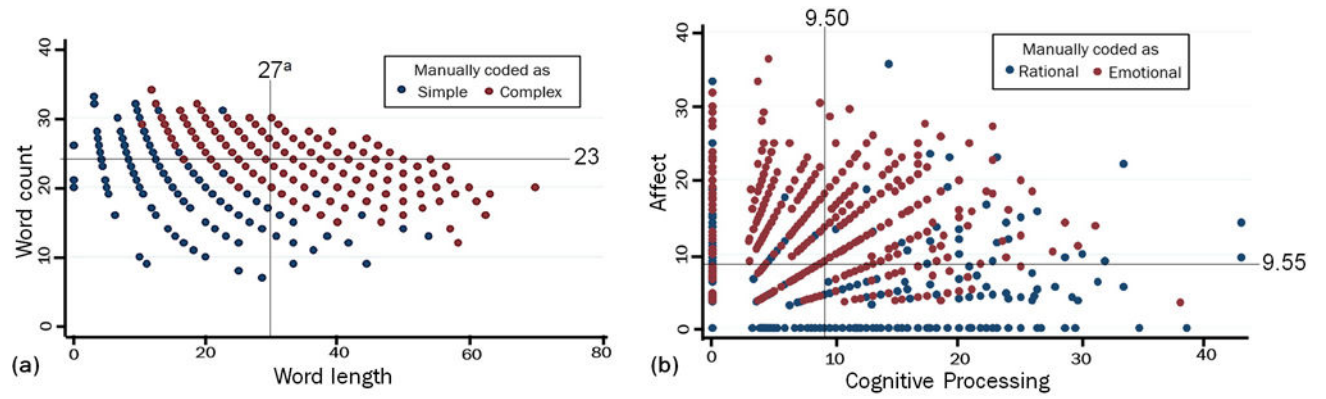 27a
Manually coded as
Simple Complex
23
Word count
40
30
20
10
0
0 20 40 60 80
Word length
(a)
9.50
Manually coded as
Rational Emotional
9.55
Affect
40
30
20
10
0
0 10 20 30 40
Cognitive Processing
(b)